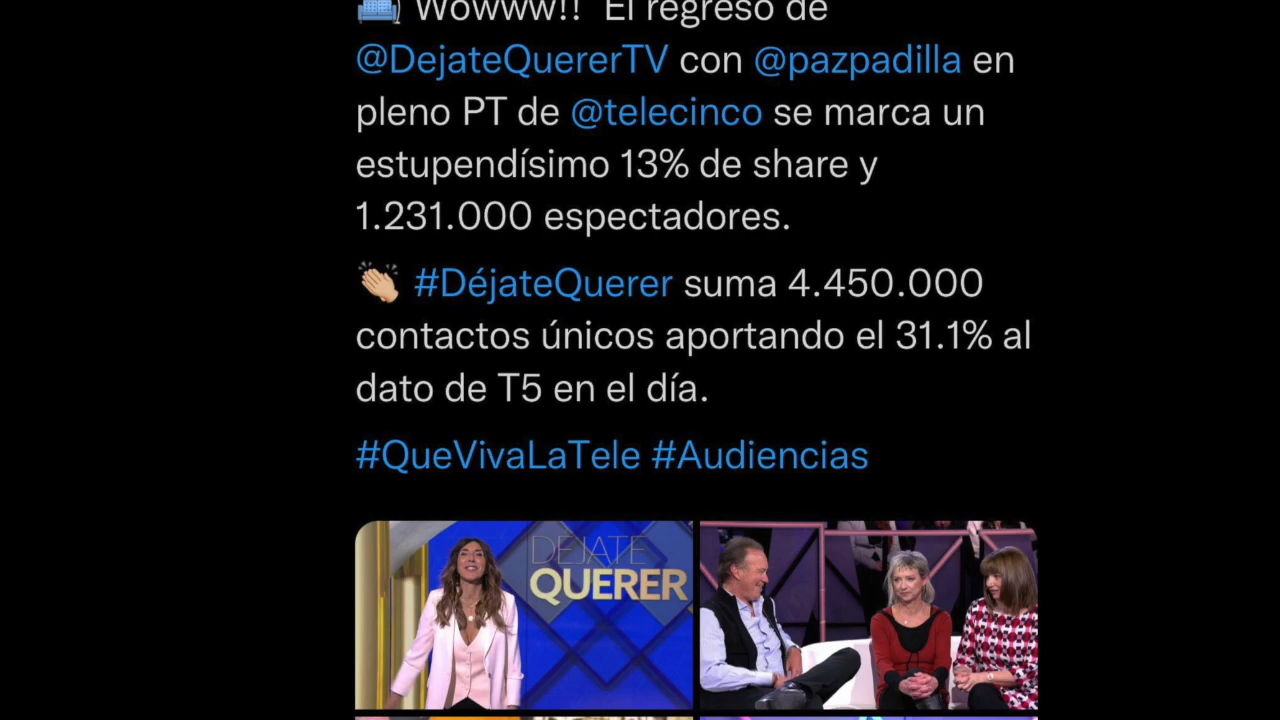 Wowww!! El regreso de
@DejateQuererTV con @pazpadilla en
pleno PT de @telecinco se marca un
estupendísimo 13% de share y
1.231.000 espectadores.
#DéjateQuerer suma 4.450.000
contactos únicos aportando el 31.1% al
dato de T5 en el día.
#QueVivaLaTele #Audiencias
DEJATE
QUERER